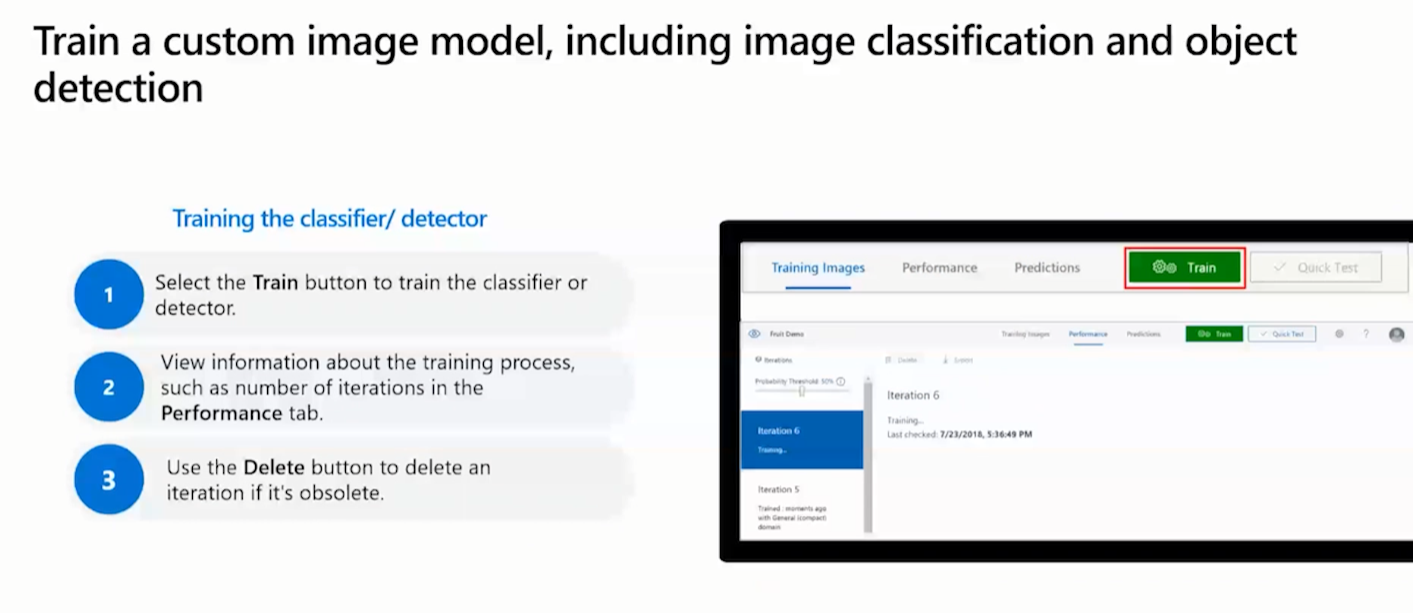 Train a custom image model, including image classification and object
detection
Training the classifier/ detector
1
Select the Train button to train the classifier or
detector.
2
View information about the training process,
such as number of iterations in the
Performance tab.
3
Use the Delete button to delete an
iteration if it's obsolete.
Training Images Performance Predictions Train Quick Test
Fruit Demo Training Images Performance Predictions Train Quick Test ?
Iterations Delete Export
Probability Threshold: 50%
Iteration 6
Training...
Iteration 5
Trained : moments ago
with General (compact)
domain
Iteration 6
Training...
Last checked: 7/23/2018, 5:36:49 PM